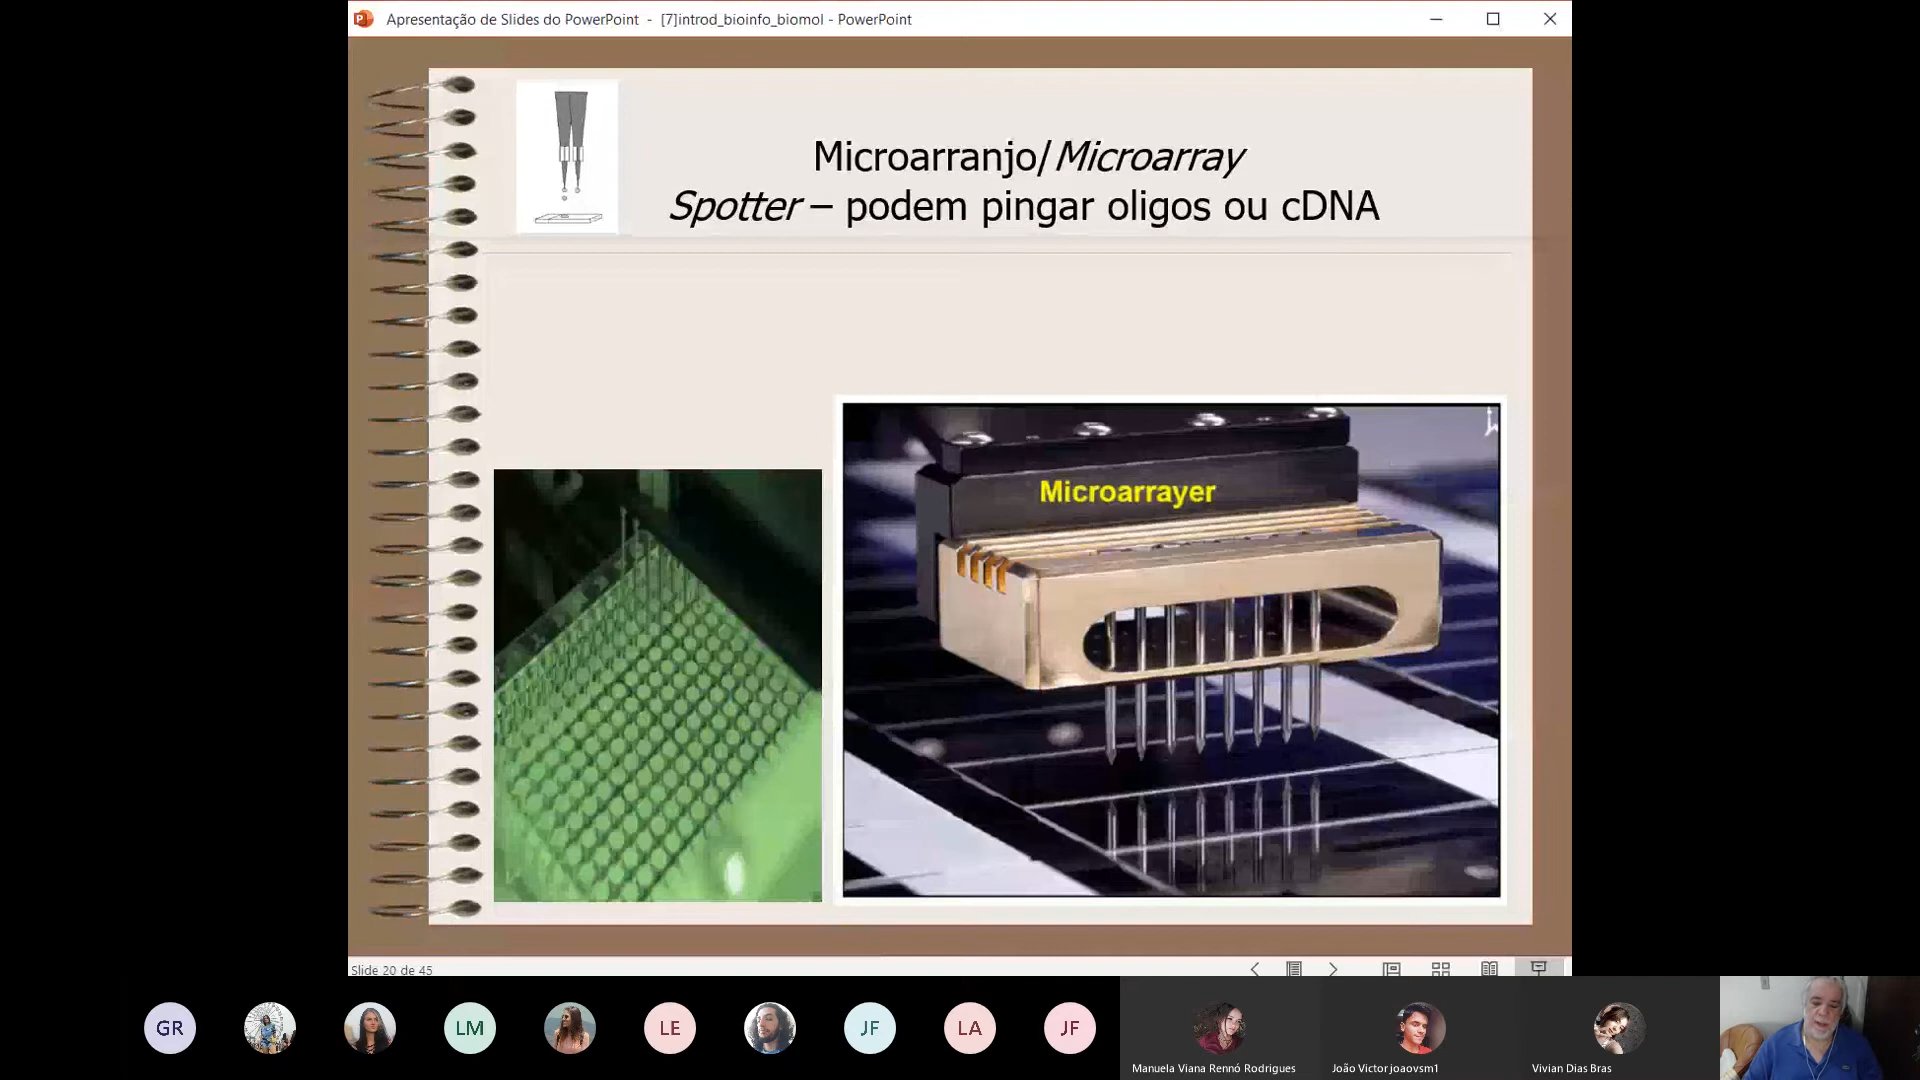 Apresentação de Slides do PowerPoint - [7]introd_bioinfo_biomol - PowerPoint
Microarranjo/Microarray
Spotter – podem pingar oligos ou cDNA
Microarrayer
Slide 20 de 45
GR
LM
LE
JF
LA
JF
Manuela Viana Rennó Rodrigues
João Victor joaovsm1
Vivian Dias Bras